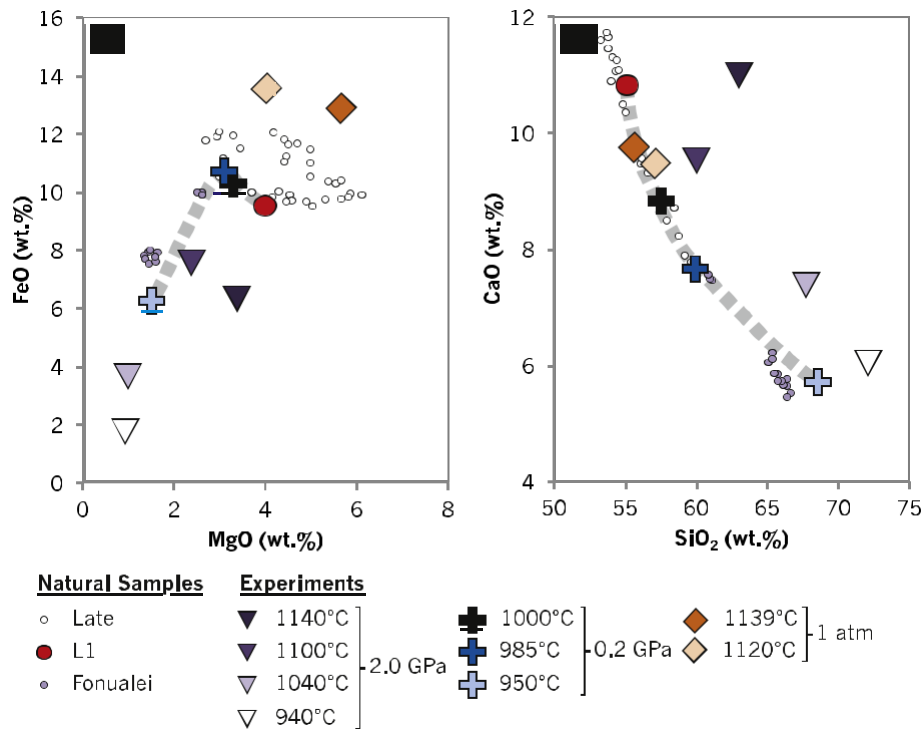 16
14
12
10
8
6
4
2
0
FeO (wt.%)
0 2 4 6 8
MgO (wt.%)
12
10
8
6
4
CaO (wt.%)
50 55 60 65 70 75
SiO₂ (wt.%)
Natural Samples
Late
L1
Fonualei
Experiments
1140°C
1100°C
1040°C
940°C
2.0 GPa
1000°C
985°C
950°C
0.2 GPa
1139°C
1120°C
1 atm